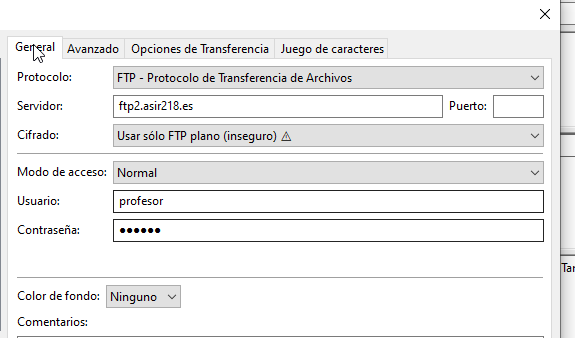 General Avanzado Opciones de Transferencia Juego de caracteres
Protocolo: FTP - Protocolo de Transferencia de Archivos
Servidor: ftp2.asir218.es Puerto:
Cifrado: Usar sólo FTP plano (inseguro) ⚠
Modo de acceso: Normal
Usuario: profesor
Contraseña: ●●●●●●
Tar
Color de fondo: Ninguno
Comentarios: